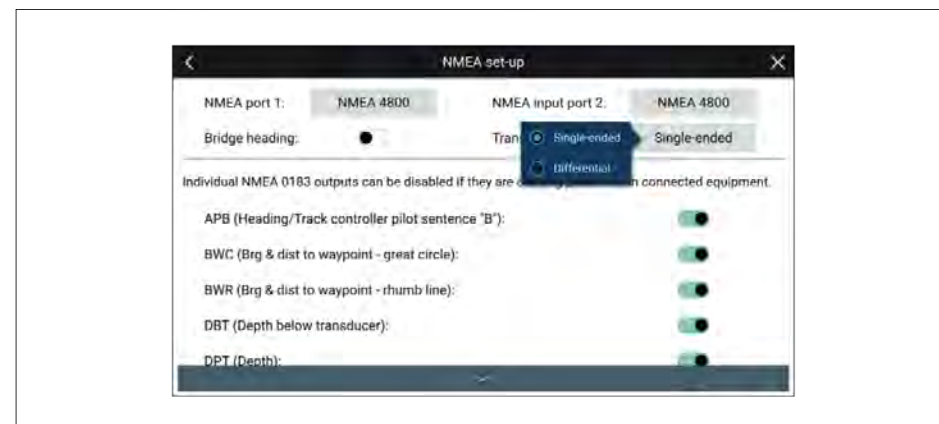 NMEA set-up
NMEA port 1: NMEA 4800 NMEA input port 2: NMEA 4800
Bridge heading: Tran Single-ended Single-ended
Differential
Individual NMEA 0183 outputs can be disabled if they are connected equipment.
APB (Heading/Track controller pilot sentence "B"):
BWC (Brg & dist to waypoint - great circle):
BWR (Brg & dist to waypoint - rhumb line):
DBT (Depth below transducer):
DPT (Depth):